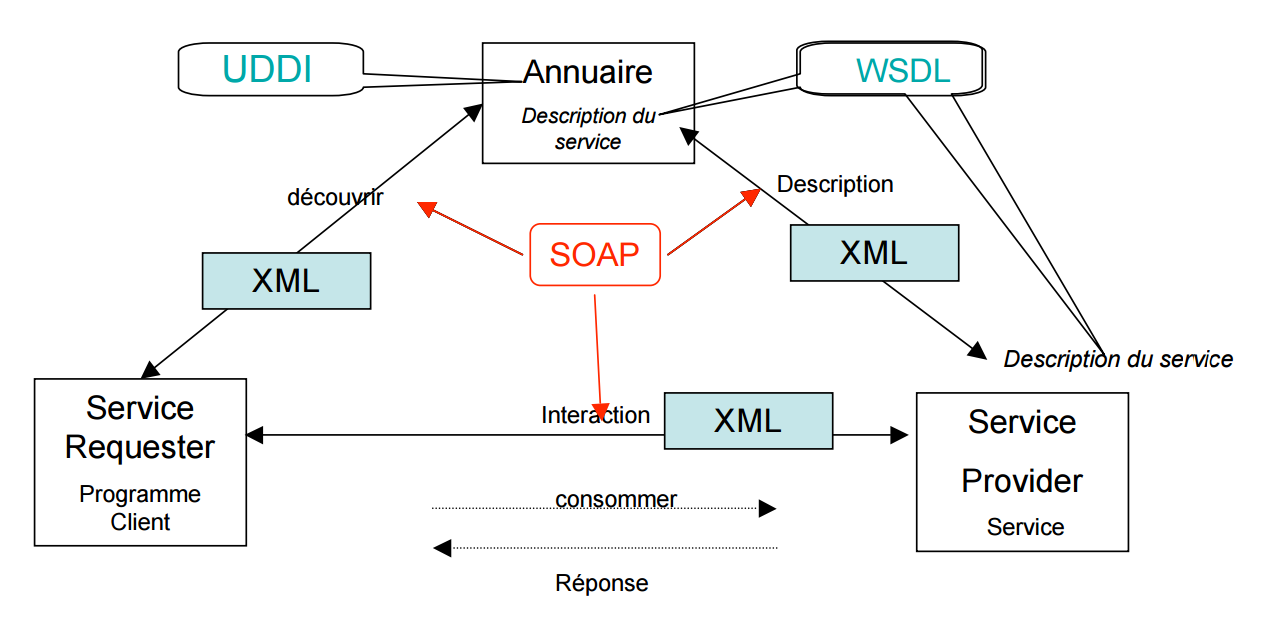 UDDI
Annuaire
WSDL
Description du
service
découvrir
Description
SOAP
XML
XML
Description du service
Service
Requester
Programme
Client
Interaction
XML
Service
Provider
Service
consommer
Réponse